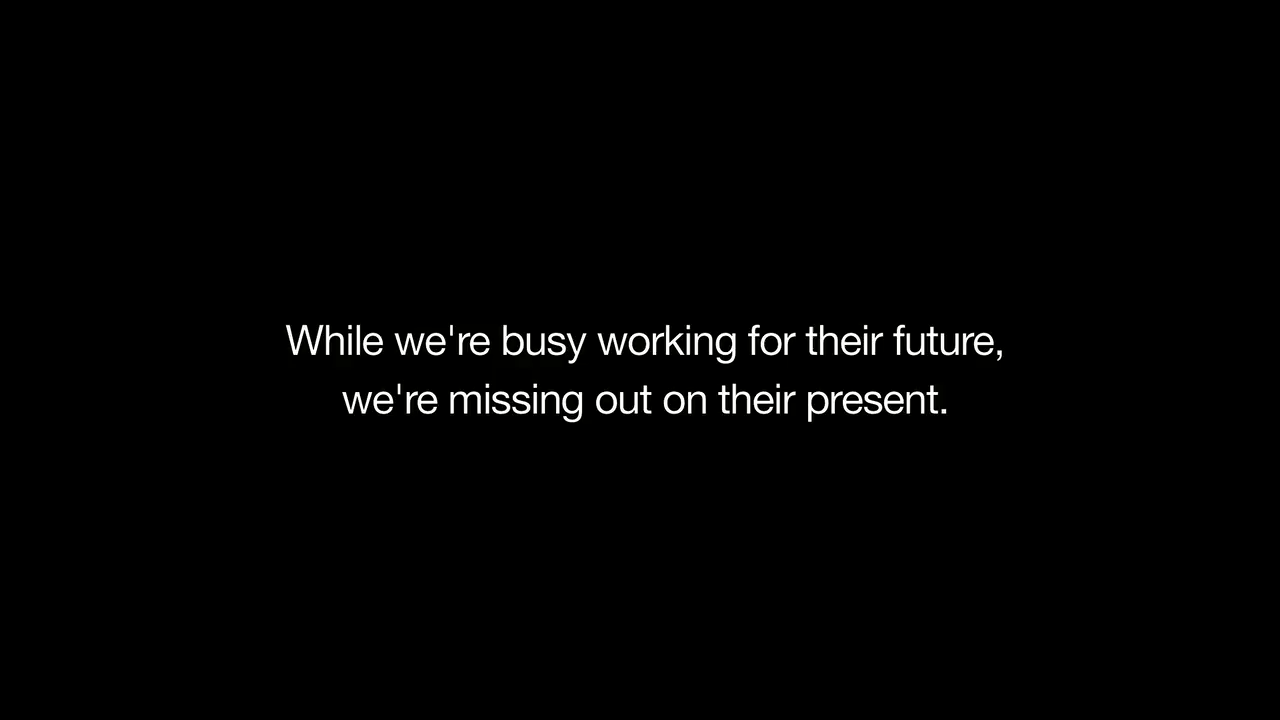 While we're busy working for their future,
we're missing out on their present.